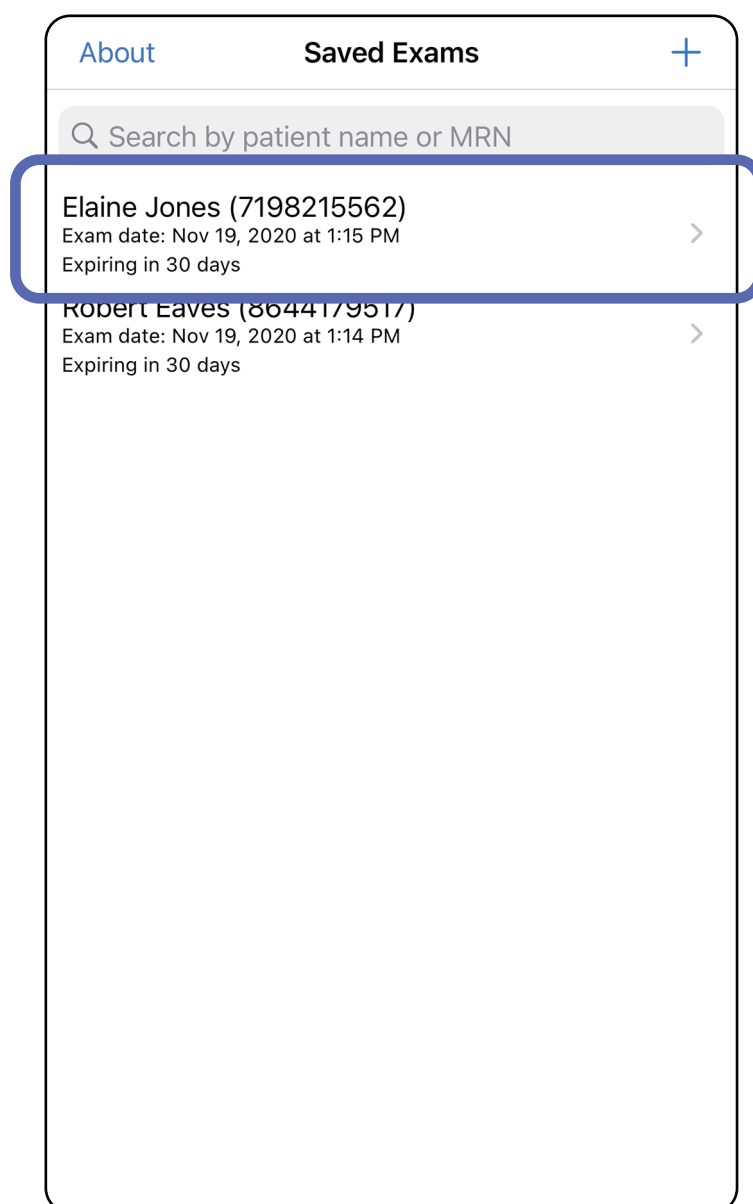 About
Saved Exams
+
Search by patient name or MRN
Elaine Jones (7198215562)
Exam date: Nov 19, 2020 at 1:15 PM
Expiring in 30 days
Robert Eaves (8644179517)
Exam date: Nov 19, 2020 at 1:14 PM
Expiring in 30 days